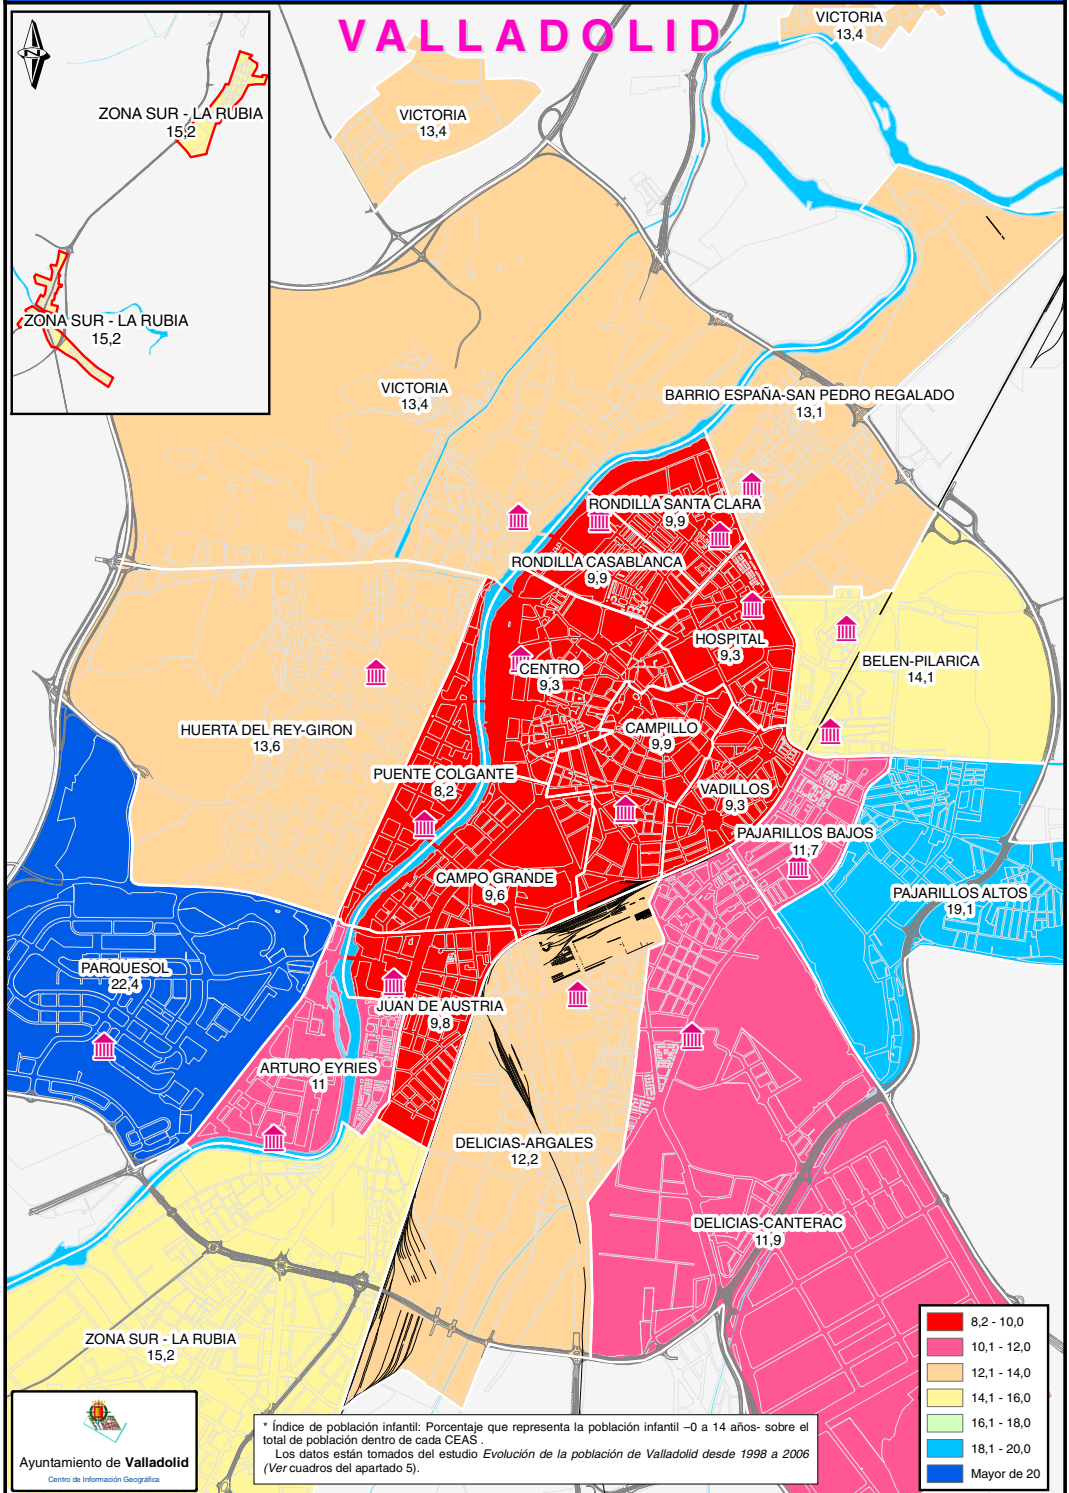 VALLADOLID
VICTORIA
13,4
VICTORIA
13,4
N
ZONA SUR - LA RUBIA
15,2
ZONA SUR - LA RUBIA
15,2
VICTORIA
13,4
BARRIO ESPAÑA-SAN PEDRO REGALADO
13,1
RONDILLA SANTA CLARA
9,9
RONDILLA CASABLANCA
9,9
HOSPITAL
9,3
CENTRO
9,3
BELEN-PILARICA
14,1
HUERTA DEL REY-GIRON
13,6
CAMPILLO
9,9
PUENTE COLGANTE
8,2
VADILLOS
9,3
PAJARILLOS BAJOS
11,7
CAMPO GRANDE
9,6
PAJARILLOS ALTOS
19,1
PARQUESOL
22,4
JUAN DE AUSTRIA
9,8
ARTURO EYRIES
11
DELICIAS-ARGALES
12,2
DELICIAS-CANTERAC
11,9
ZONA SUR - LA RUBIA
15,2
8,2 - 10,0
10,1 - 12,0
12,1 - 14,0
14,1 - 16,0
16,1 - 18,0
18,1 - 20,0
Mayor de 20
Ayuntamiento de Valladolid
Centro de Información Geográfica
* Índice de población infantil: Porcentaje que representa la población infantil –0 a 14 años- sobre el
total de población dentro de cada CEAS .
Los datos están tomados del estudio Evolución de la población de Valladolid desde 1998 a 2006
(Ver cuadros del apartado 5).